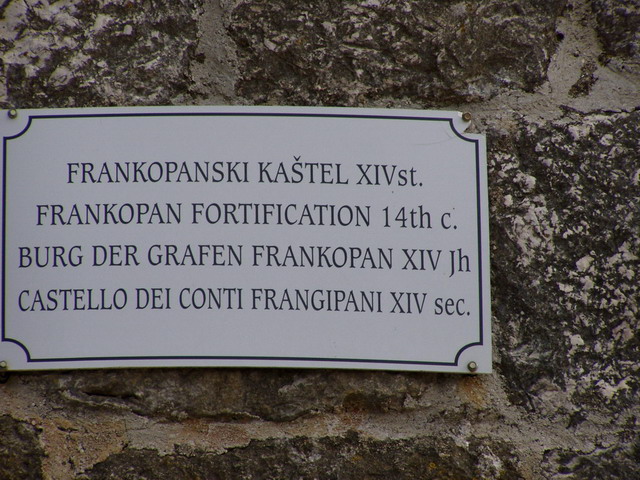 FRANKOPANSKI KAŠTEL XIVst.
FRANKOPAN FORTIFICATION 14th c.
BURG DER GRAFEN FRANKOPAN XIV Jh
CASTELLO DEI CONTI FRANGIPANI XIV sec.